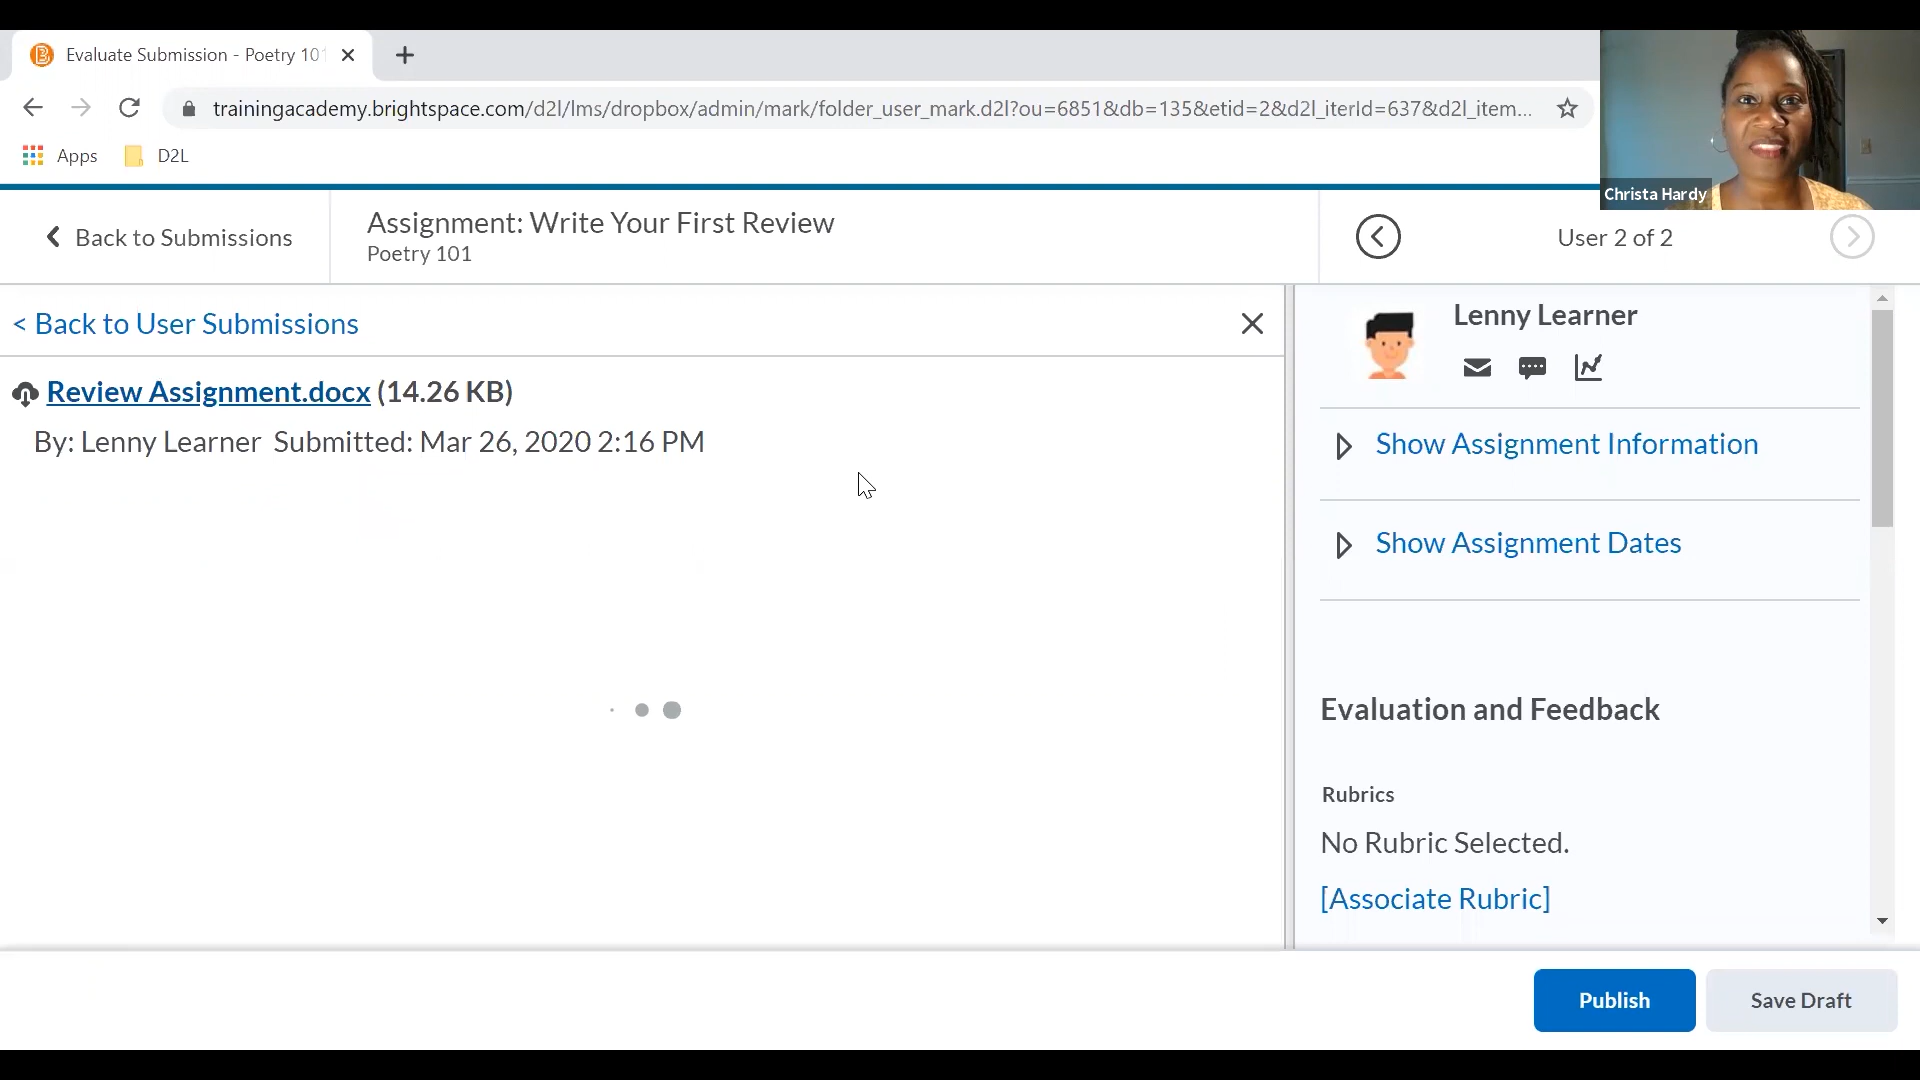 Evaluate Submission - Poetry 101
trainingacademy.brightspace.com/d2l/lms/dropbox/admin/mark/folder_user_mark.d2l?ou=6851&db=135&etid=2&d2l_iterId=637&d2l_item...
Apps D2L
Christa Hardy
Back to Submissions
Assignment: Write Your First Review
Poetry 101
User 2 of 2
< Back to User Submissions
Review Assignment.docx (14.26 KB)
By: Lenny Learner Submitted: Mar 26, 2020 2:16 PM
Lenny Learner
Show Assignment Information
Show Assignment Dates
Evaluation and Feedback
Rubrics
No Rubric Selected.
[Associate Rubric]
Publish Save Draft